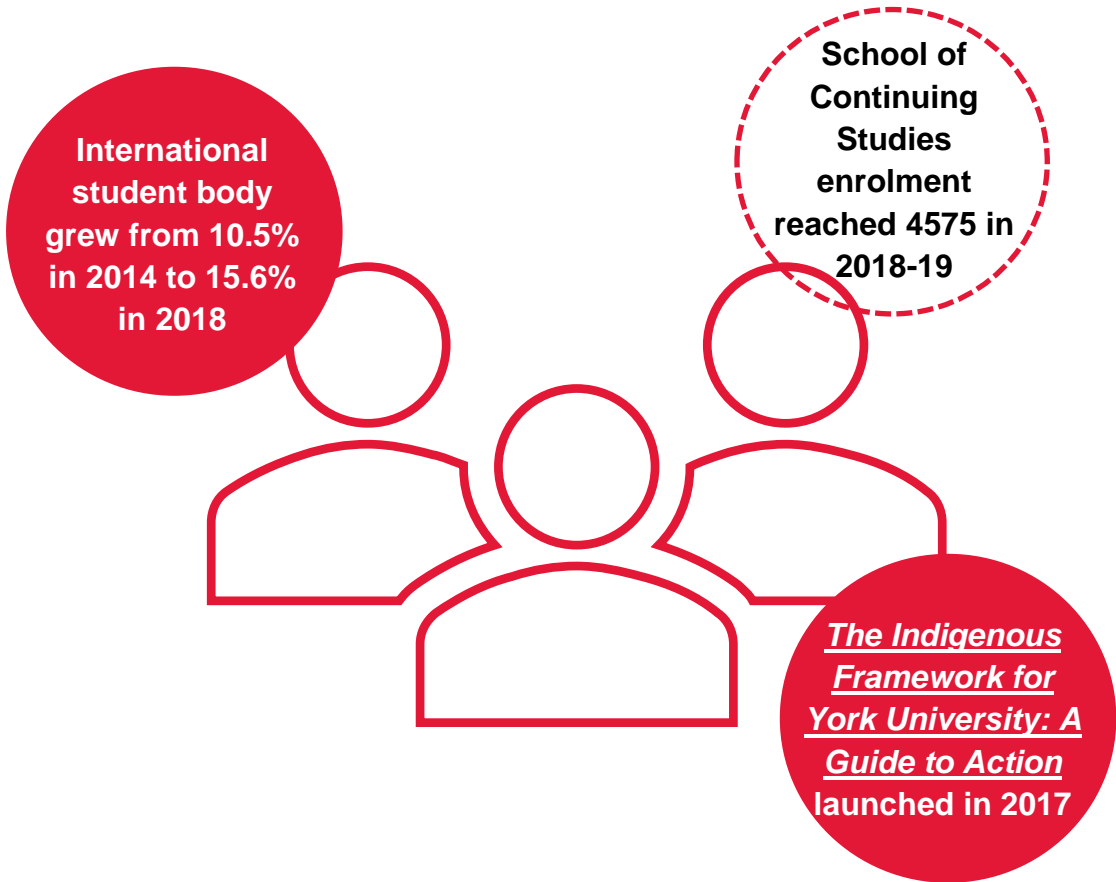 International
student body
grew from 10.5%
in 2014 to 15.6%
in 2018
School of
Continuing
Studies
enrolment
reached 4575 in
2018-19
The Indigenous
Framework for
York University: A
Guide to Action
launched in 2017